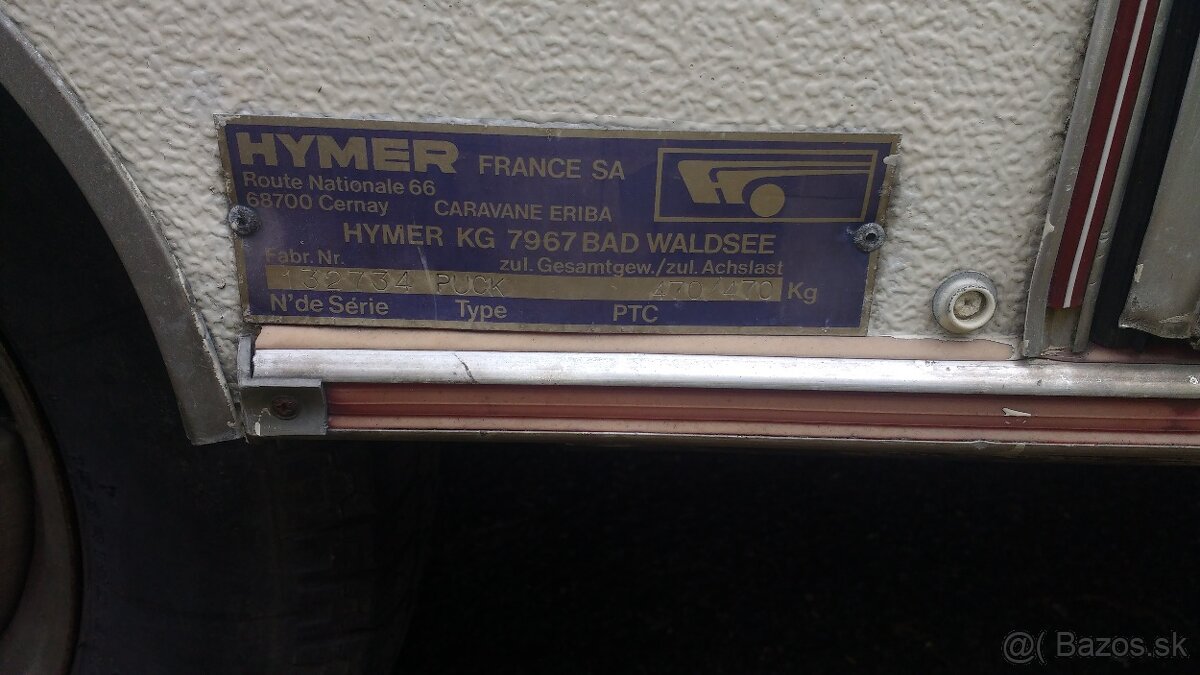 HYMER FRANCE SA
Route Nationale 66
68700 Cernay CARAVANE ERIBA
HYMER KG 7967 BAD WALDSEE
Fabr. Nr. zul. Gesamtgew./zul. Achslast
132734 PUCK 470/470 Kg
N'de Série Type PTC
@( Bazos.sk